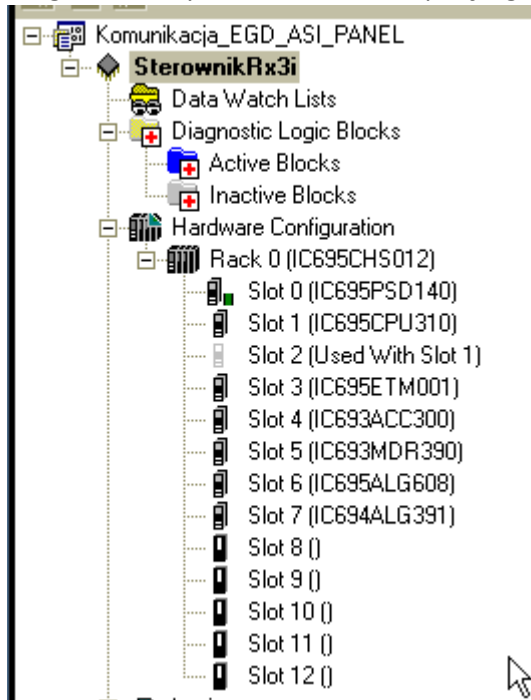 Komunikacja_EGD_ASI_PANEL
SterownikRx3i
Data Watch Lists
Diagnostic Logic Blocks
Active Blocks
Inactive Blocks
Hardware Configuration
Rack 0 (IC695CHS012)
Slot 0 (IC695PSD140)
Slot 1 (IC695CPU310)
Slot 2 (Used With Slot 1)
Slot 3 (IC695ETM001)
Slot 4 (IC693ACC300)
Slot 5 (IC693MDR390)
Slot 6 (IC695ALG608)
Slot 7 (IC694ALG391)
Slot 8 ()
Slot 9 ()
Slot 10 ()
Slot 11 ()
Slot 12 ()